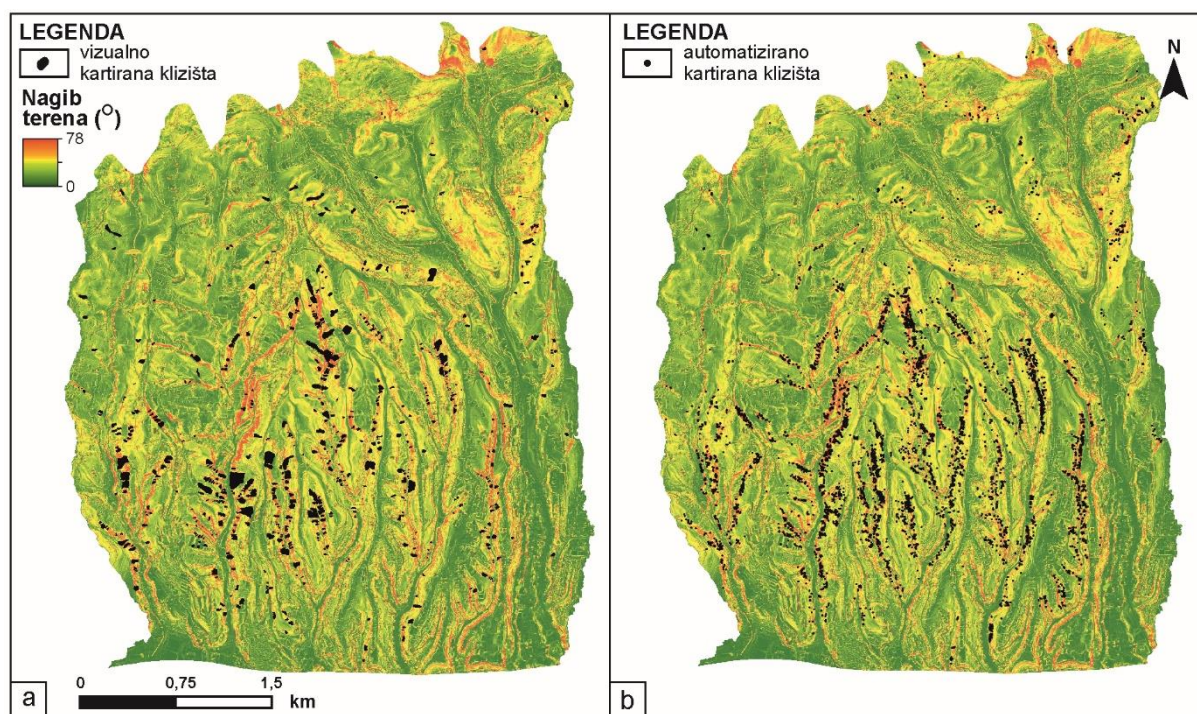 LEGENDA
vizualno
kartirana klizišta
Nagib
terena (O)
78
0
a
0 0,75 1,5
km
LEGENDA
automatizirano
kartirana klizišta
N
b